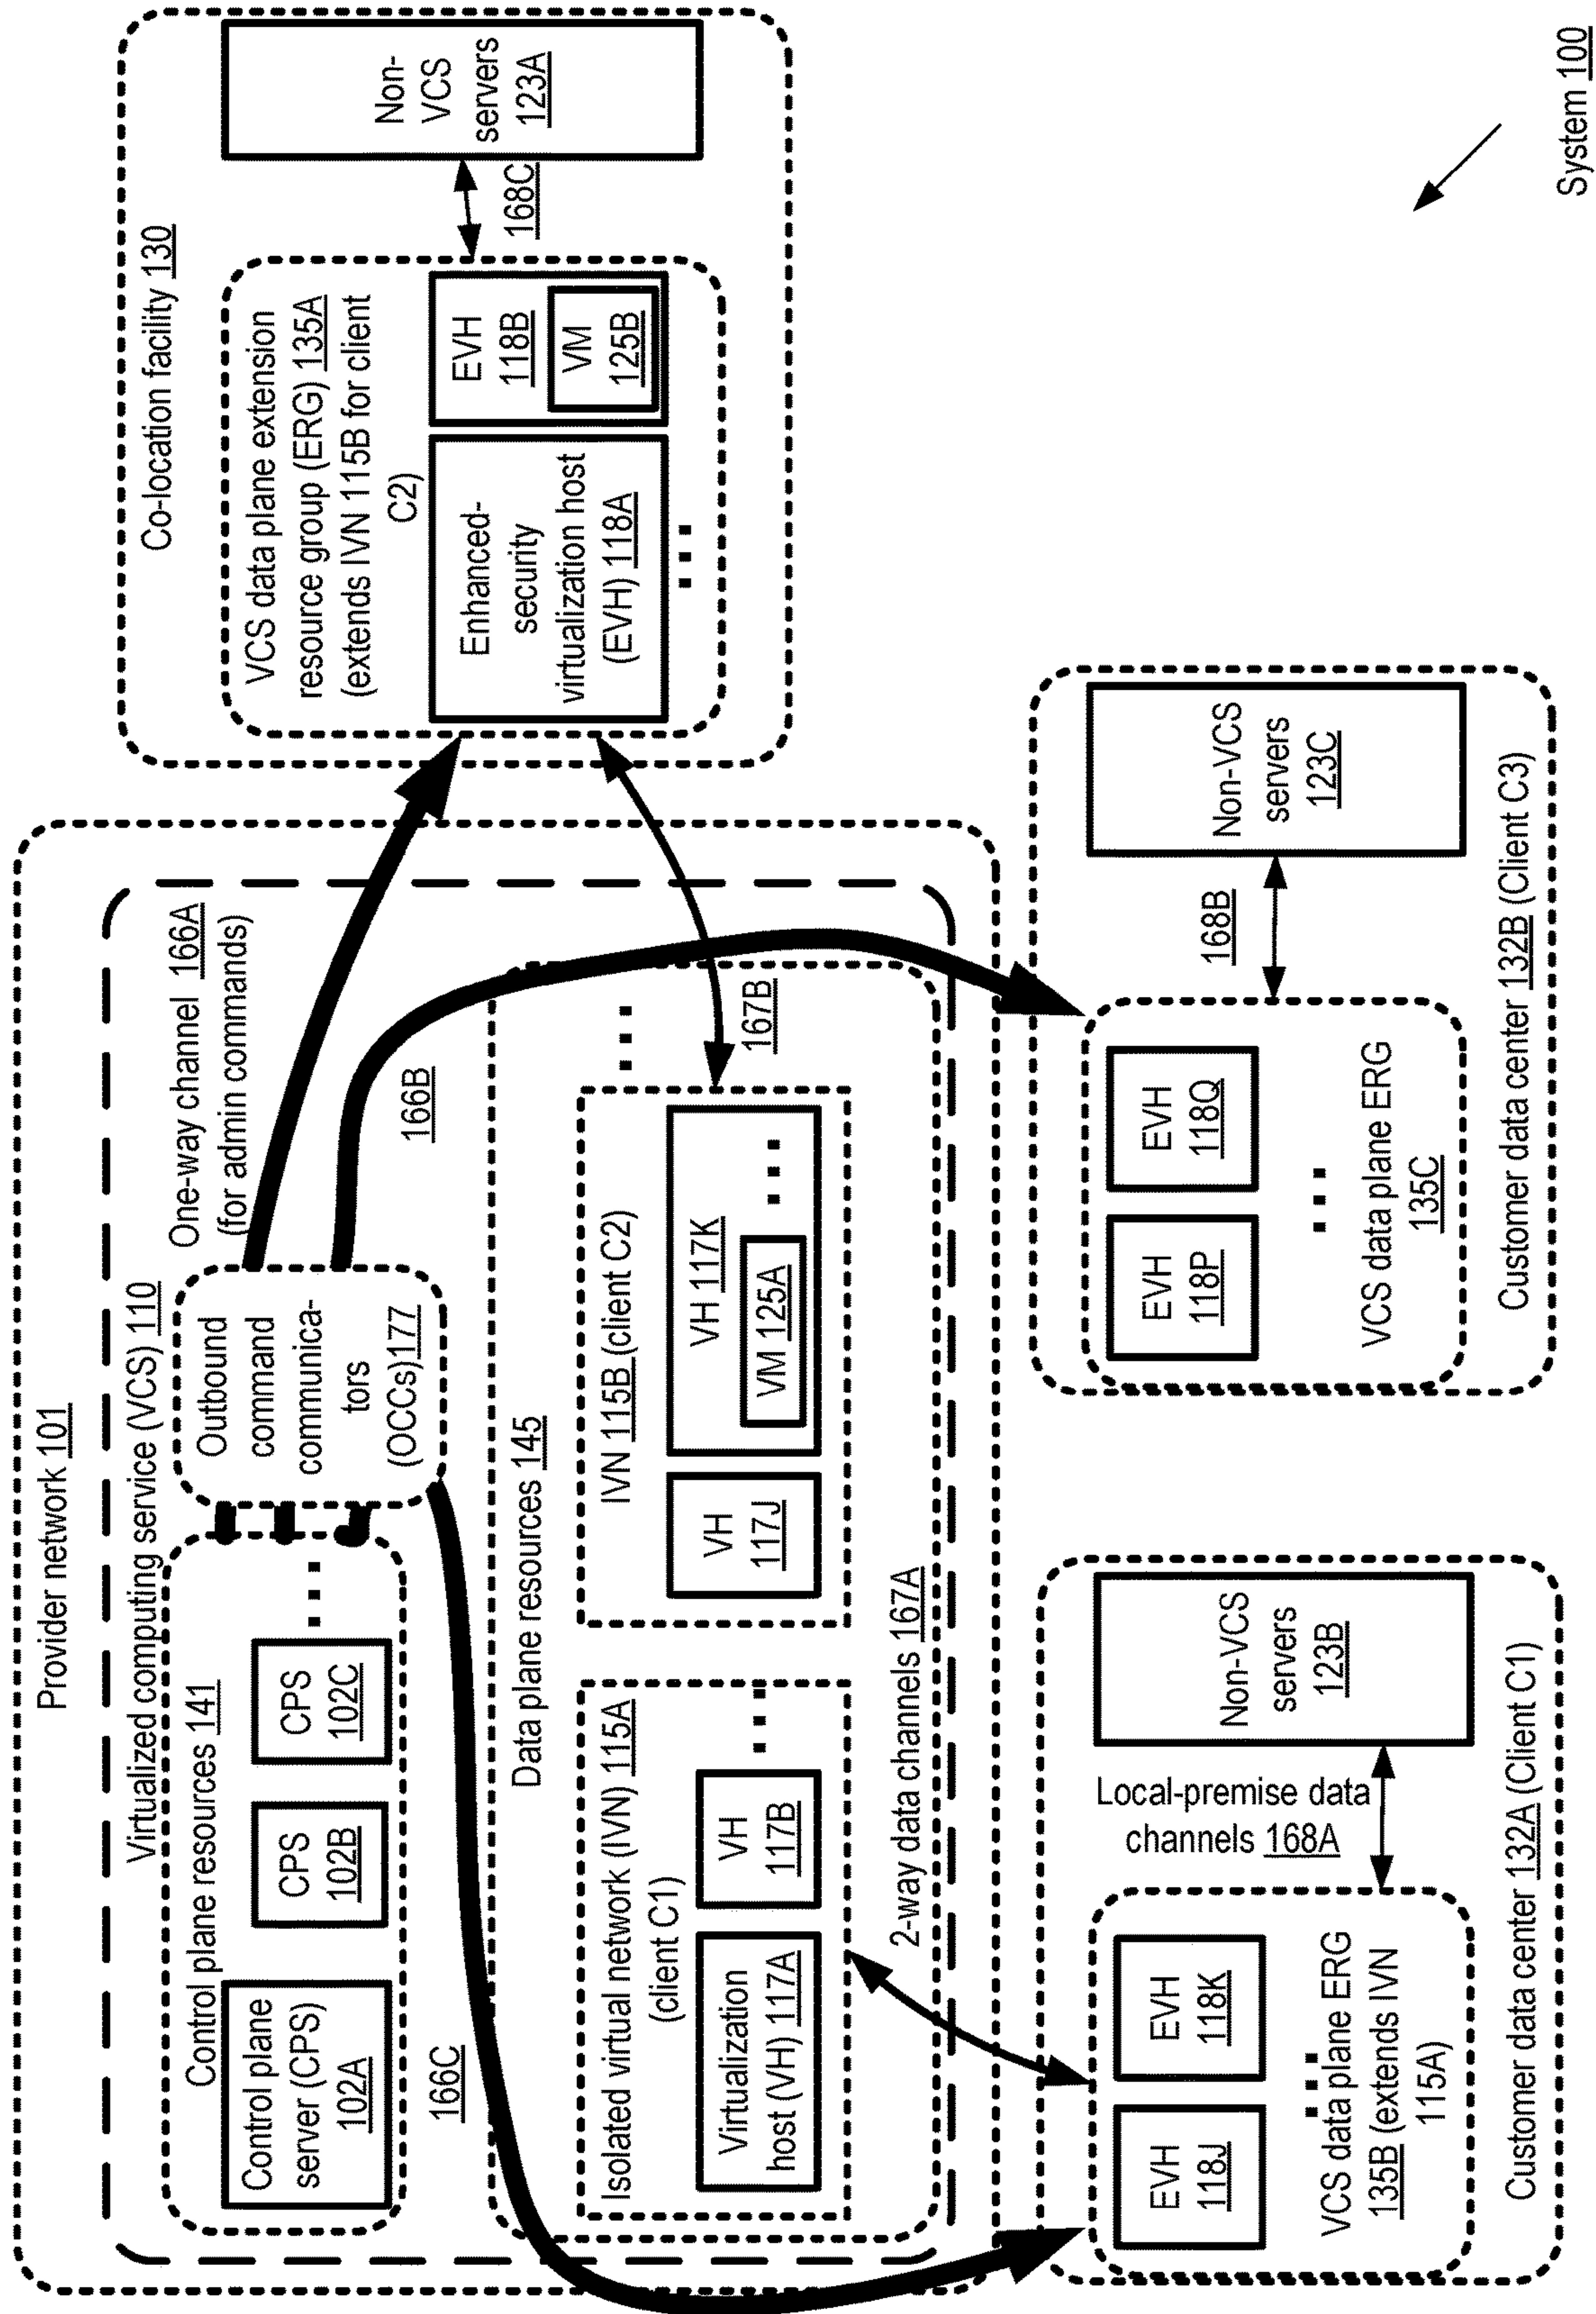 Provider network 101
Virtualized computing service (VCS) 110
Control plane resources 141
Control plane
server (CPS)
102A
CPS
102B
CPS
102C
Outbound
command
communica-
tors
(OCCs)177
One-way channel 166A
(for admin commands)
166B
166C
Data plane resources 145
Isolated virtual network (IVN) 115A
(client C1)
Virtualization
host (VH) 117A
VH
117B
IVN 115B (client C2)
VH
117J
VH 117K
VM 125A
167B
2-way data channels 167A
Co-location facility 130
VCS data plane extension
resource group (ERG) 135A
(extends IVN 115B for client
C2)
Enhanced-
security
virtualization host
(EVH) 118A
EVH
118B
VM
125B
168C
Non-
VCS
servers
123A
Customer data center 132A (Client C1)
EVH
118J
EVH
118K
VCS data plane ERG
135B (extends IVN
115A)
Local-premise data
channels 168A
Non-VCS
servers
123B
Customer data center 132B (Client C3)
EVH
118P
EVH
118Q
VCS data plane ERG
135C
168B
Non-VCS
servers
123C
System 100